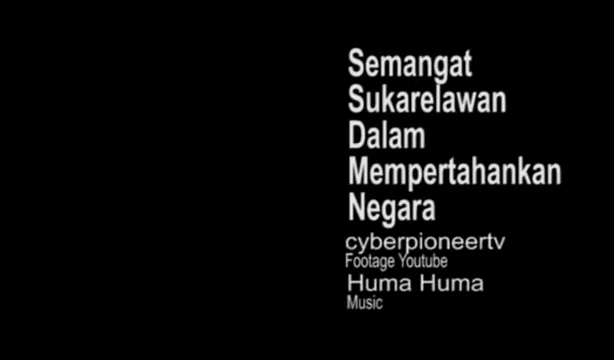 Semangat
Sukarelawan
Dalam
Mempertahankan
Negara
cyberpioneertv
Footage Youtube
Huma Huma
Music